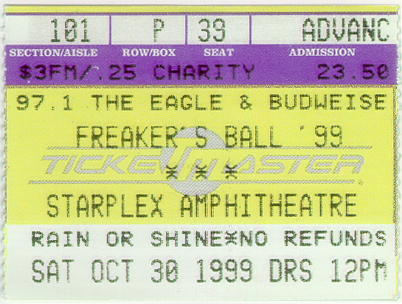 101 P 39 ADVANC
SECTION/AISLE ROW/BOX SEAT ADMISSION
$3FM/.25 CHARITY 23.50
97.1 THE EAGLE & BUDWEISE
FREAKER'S BALL '99
TICKETMASTER
* * *
STARPLEX AMPHITHEATRE
RAIN OR SHINE*NO REFUNDS
SAT OCT 30 1999 DRS 12PM